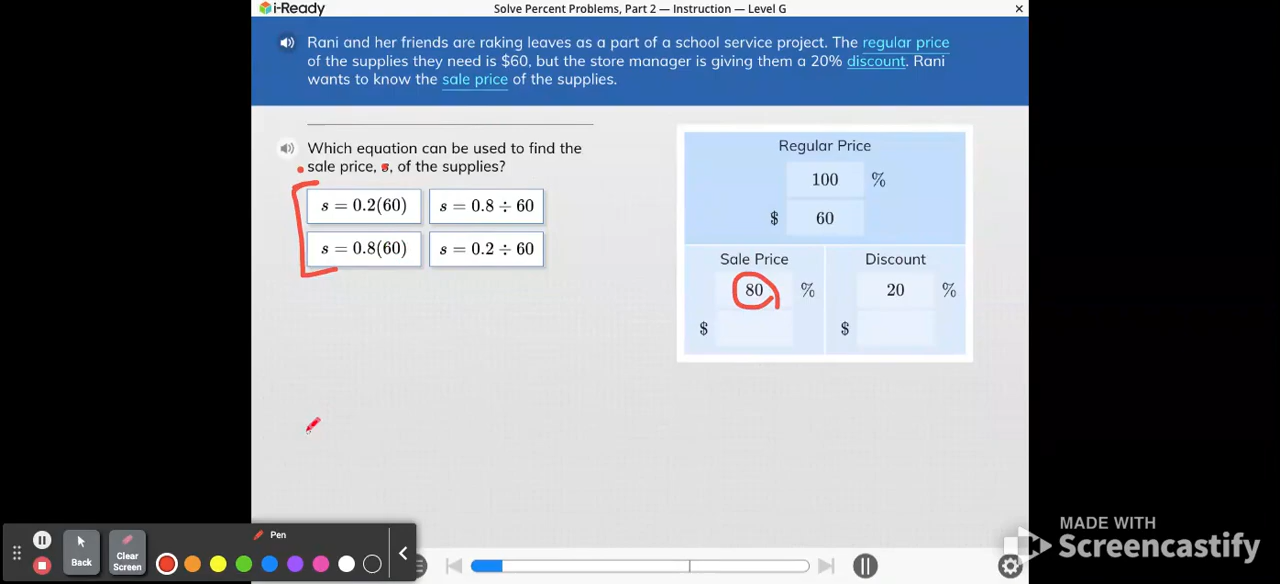 i-Ready
Solve Percent Problems, Part 2 — Instruction — Level G
×
Rani and her friends are raking leaves as a part of a school service project. The regular price
of the supplies they need is $60, but the store manager is giving them a 20% discount. Rani
wants to know the sale price of the supplies.
Which equation can be used to find the
sale price, s, of the supplies?
s = 0.2(60)
s = 0.8 ÷ 60
s = 0.8(60)
s = 0.2 ÷ 60
Regular Price
100 %
$ 60
Sale Price
80 %
$
Discount
20 %
$
Pen
Back
Clear
Screen
MADE WITH
Screencastify